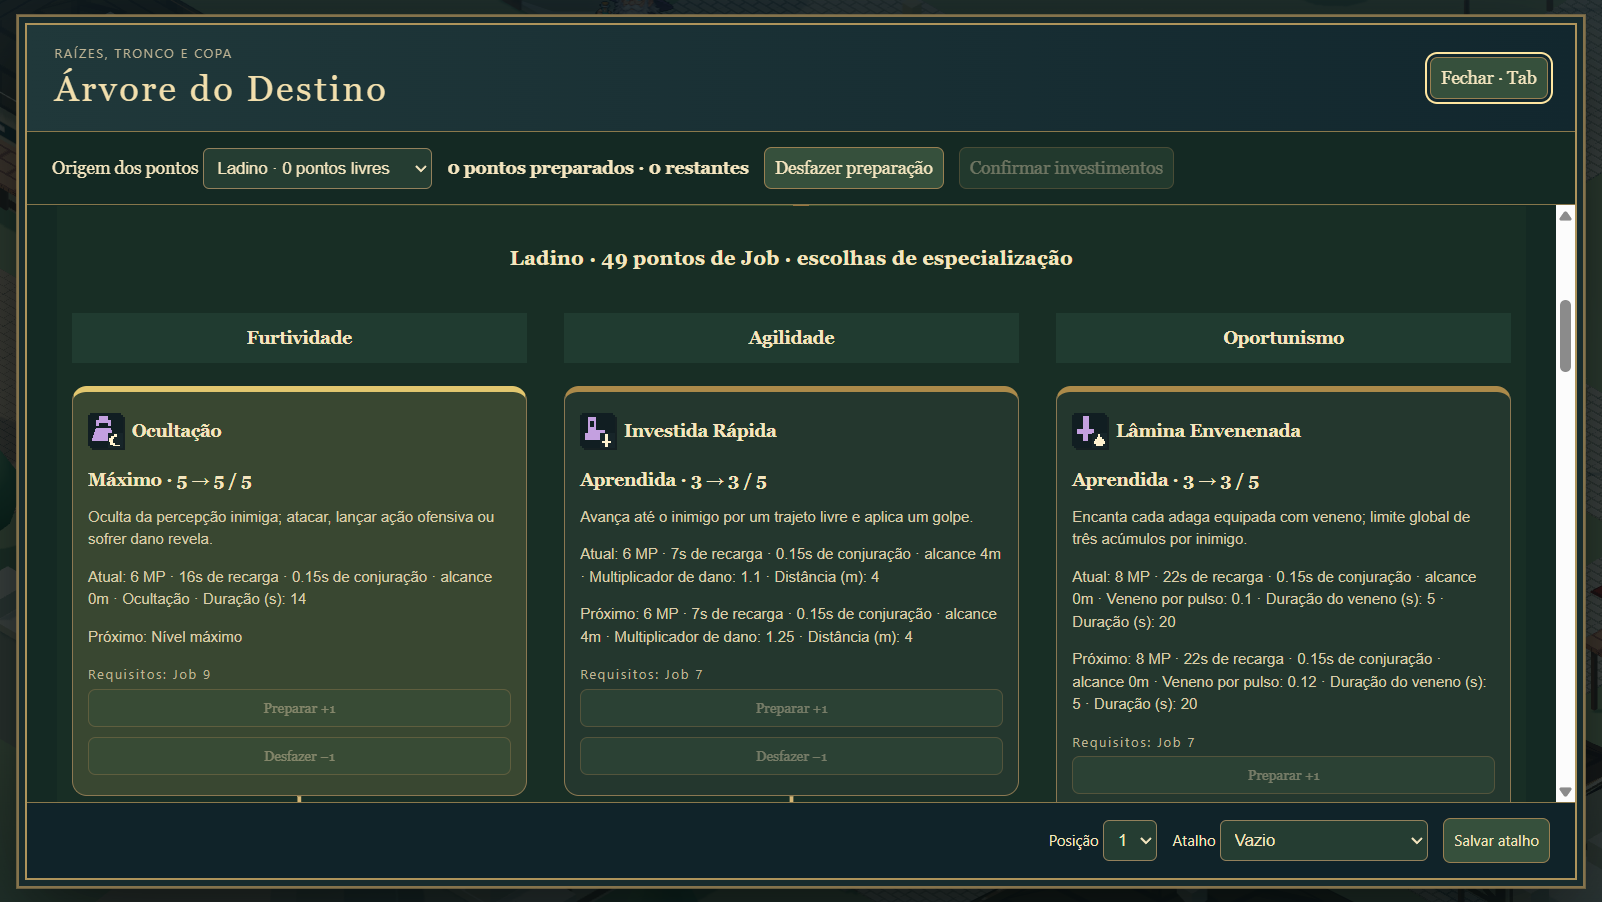 RAÍZES, TRONCO E COPA
Árvore do Destino
Fechar · Tab
Origem dos pontos
Ladino · 0 pontos livres
0 pontos preparados · 0 restantes
Desfazer preparação
Confirmar investimentos
Ladino · 49 pontos de Job · escolhas de especialização
Furtividade
Ocultação
Máximo · 5 → 5 / 5
Oculta da percepção inimiga; atacar, lançar ação ofensiva ou
sofrer dano revela.
Atual: 6 MP · 16s de recarga · 0.15s de conjuração · alcance
0m · Ocultação · Duração (s): 14
Próximo: Nível máximo
Requisitos: Job 9
Preparar +1
Desfazer −1
Agilidade
Investida Rápida
Aprendida · 3 → 3 / 5
Avança até o inimigo por um trajeto livre e aplica um golpe.
Atual: 6 MP · 7s de recarga · 0.15s de conjuração · alcance 4m
· Multiplicador de dano: 1.1 · Distância (m): 4
Próximo: 6 MP · 7s de recarga · 0.15s de conjuração · alcance
4m · Multiplicador de dano: 1.25 · Distância (m): 4
Requisitos: Job 7
Preparar +1
Desfazer −1
Oportunismo
Lâmina Envenenada
Aprendida · 3 → 3 / 5
Encanta cada adaga equipada com veneno; limite global de
três acúmulos por inimigo.
Atual: 8 MP · 22s de recarga · 0.15s de conjuração · alcance
0m · Veneno por pulso: 0.1 · Duração do veneno (s): 5 ·
Duração (s): 20
Próximo: 8 MP · 22s de recarga · 0.15s de conjuração ·
alcance 0m · Veneno por pulso: 0.12 · Duração do veneno (s):
5 · Duração (s): 20
Requisitos: Job 7
Preparar +1
Posição
1
Atalho
Vazio
Salvar atalho